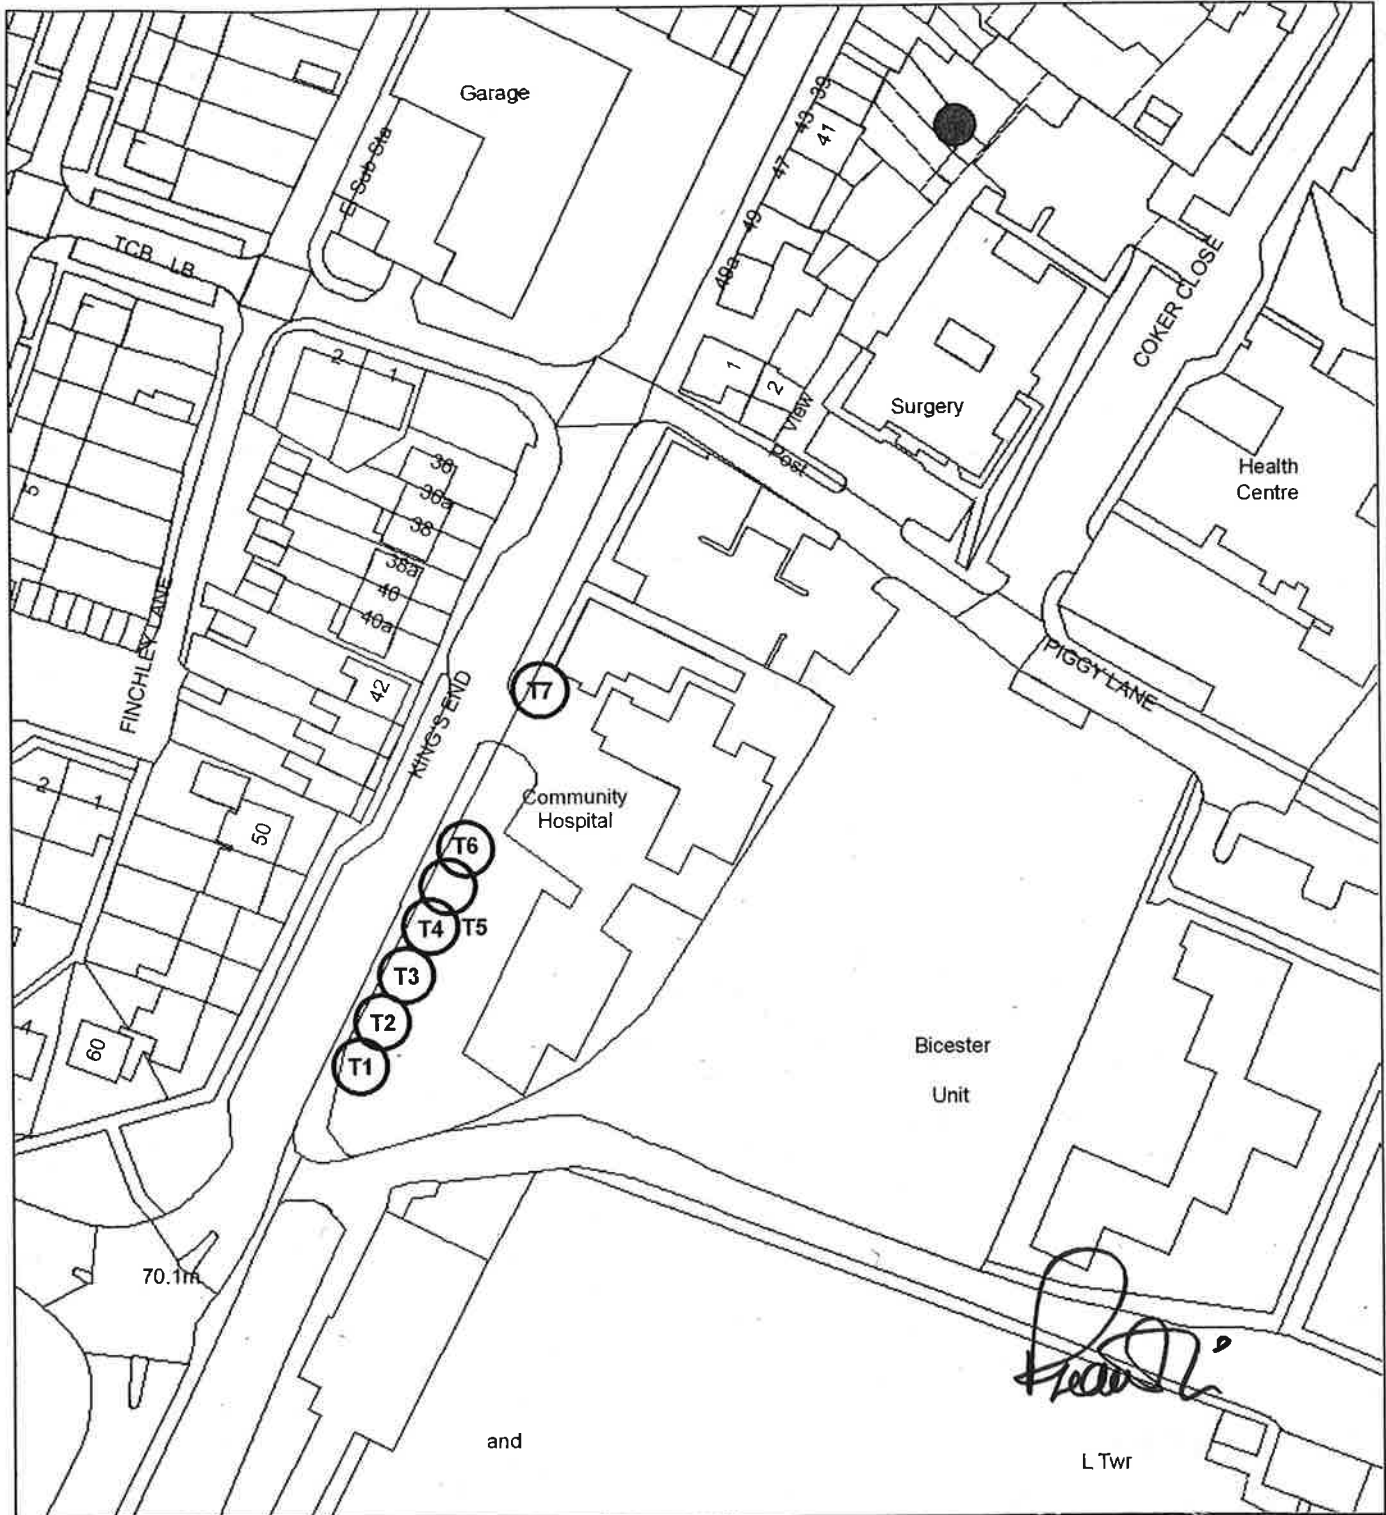 Garage
El Sub Sta
39
43
41
47
49
49a
TCB LB
COKER CLOSE
2
1
1
2
View
Surgery
Post
36
36a
38
38a
40
40a
42
5
Health
Centre
FINCHLEY LANE
KING'S END
PIGGY LANE
T7
2
1
50
Community
Hospital
T6
T4
T5
T3
T2
T1
4
60
Bicester
Unit
70.1m
and
L Twr